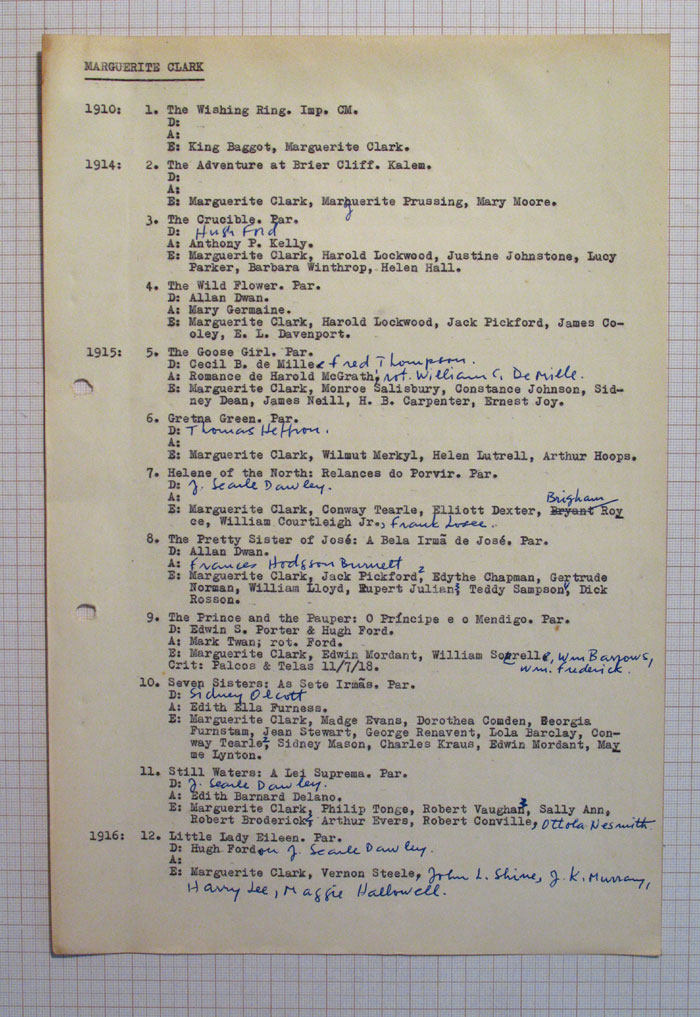 MARGUERITE CLARK
1910: 1. The Wishing Ring. Imp. CM.
D:
A:
E: King Baggot, Marguerite Clark.
1914: 2. The Adventure at Brier Cliff. Kalem.
D:
A:
E: Marguerite Clark, Marguerite Prussing, Mary Moore.
3. The Crucible. Par.
D: Hugh Ford
A: Anthony P. Kelly.
E: Marguerite Clark, Harold Lockwood, Justine Johnstone, Lucy
Parker, Barbara Winthrop, Helen Hall.
4. The Wild Flower. Par.
D: Allan Dwan.
A: Mary Germaine.
E: Marguerite Clark, Harold Lockwood, Jack Pickford, James Co-
oley, E. L. Davenport.
1915: 5. The Goose Girl. Par.
D: Cecil B. de Mille e Fred Thompson.
A: Romance de Harold McGrath; rot. William C. De Mille.
E: Marguerite Clark, Monroe Salisbury, Constance Johnson, Sid-
ney Dean, James Neill, H. B. Carpenter, Ernest Joy.
6. Gretna Green. Par.
D: Thomas Heffron.
A:
E: Marguerite Clark, Wilmut Merkyl, Helen Lutrell, Arthur Hoops.
7. Helene of the North: Relances do Porvir. Par.
D: J. Searle Dawley.
A:
E: Marguerite Clark, Conway Tearle, Elliott Dexter, Bryant Brigham Roy
ce, William Courtleigh Jr., Frank Losee.
8. The Pretty Sister of José: A Bela Irmã de José. Par.
D: Allan Dwan.
A: Frances Hodgson Burnett
E: Marguerite Clark, Jack Pickford, Edythe Chapman, Gertrude
Norman, William Lloyd, Rupert Julian, Teddy Sampson, Dick
Rosson.
9. The Prince and the Pauper: O Príncipe e o Mendigo. Par.
D: Edwin S. Porter & Hugh Ford.
A: Mark Twan; rot. Ford.
E: Marguerite Clark, Edwin Mordant, William Sorrelle, Wm Barrows,
Crit: Palcos & Telas 11/7/18. Wm. Frederick.
10. Seven Sisters: As Sete Irmãs. Par.
D: Sidney Olcott
A: Edith Ella Furness.
E: Marguerite Clark, Madge Evans, Dorothea Comden, Georgia
Furnstam, Jean Stewart, George Renavent, Lola Barclay, Con-
way Tearle, Sidney Mason, Charles Kraus, Edwin Mordant, May
me Lynton.
11. Still Waters: A Lei Suprema. Par.
D: J. Searle Dawley.
A: Edith Barnard Delano.
E: Marguerite Clark, Philip Tonge, Robert Vaughan, Sally Ann,
Robert Broderick, Arthur Evers, Robert Conville, Ottola Nesmith.
1916: 12. Little Lady Eileen. Par.
D: Hugh Ford ou J. Searle Dawley.
A:
E: Marguerite Clark, Vernon Steele, John L. Shine, J. K. Murray,
Harry Lee, Maggie Hallowell.